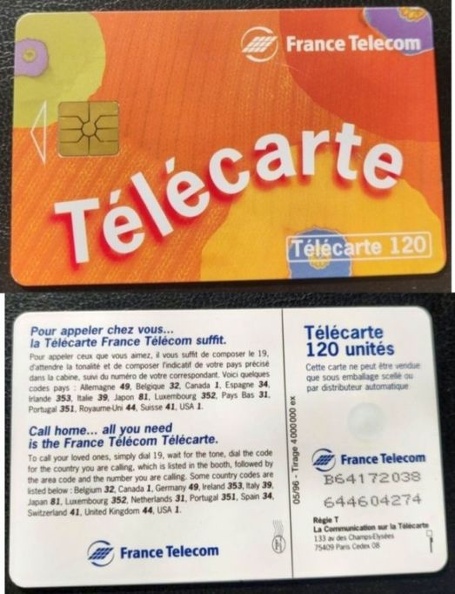 France Telecom
Télécarte
Télécarte 120
Pour appeler chez vous...
la Télécarte France Télécom suffit.
Pour appeler ceux que vous aimez, il vous suffit de composer le 19,
d'attendre la tonalité et de composer l'indicatif de votre pays précisé
dans la cabine, suivi du numéro de votre correspondant. Voici quelques
codes pays : Allemagne 49, Belgique 32, Canada 1, Espagne 34,
Irlande 353, Italie 39, Japon 81, Luxembourg 352, Pays Bas 31,
Portugal 351, Royaume-Uni 44, Suisse 41, USA 1.
Call home... all you need
is the France Télécom Télécarte.
To call your loved ones, simply dial 19, wait for the tone, dial the code
for the country you are calling, which is listed in the booth, followed by
the area code and the number you are calling. Some country codes are
listed below : Belgium 32, Canada 1, Germany 49, Ireland 353, Italy 39,
Japan 81, Luxembourg 352, Netherlands 31, Portugal 351, Spain 34,
Switzerland 41, United Kingdom 44, USA 1.
France Telecom
05/96 - Tirage 4 000 000 ex
Télécarte
120 unités
Cette carte ne peut être vendue
que sous emballage scellé ou
par distributeur automatique
France Telecom
B64172038
644604274
Régie T
La Communication sur la Télécarte
133 av des Champs-Elysées
75409 Paris Cedex 08